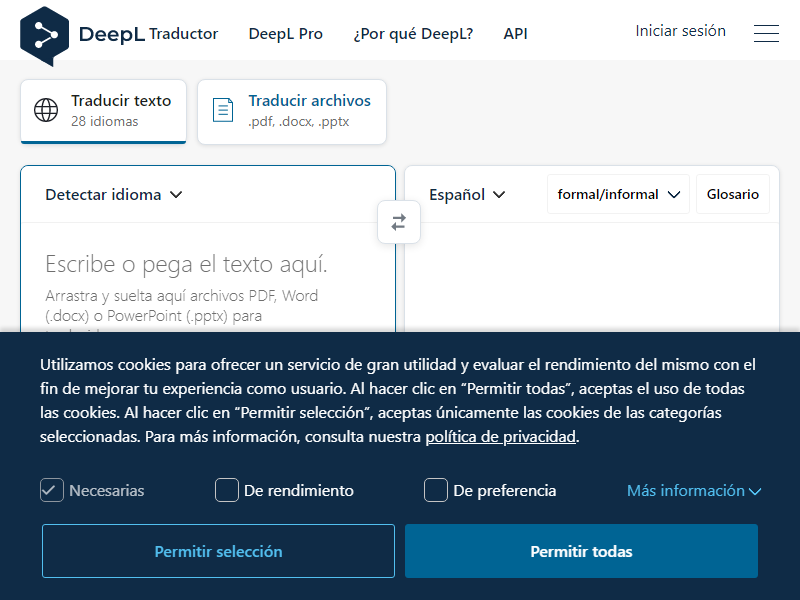 DeepL Traductor DeepL Pro ¿Por qué DeepL? API Iniciar sesión
Traducir texto
28 idiomas
Traducir archivos
.pdf, .docx, .pptx
Detectar idioma
Español formal/informal Glosario
Escribe o pega el texto aquí.
Arrastra y suelta aquí archivos PDF, Word
(.docx) o PowerPoint (.pptx) para
Utilizamos cookies para ofrecer un servicio de gran utilidad y evaluar el rendimiento del mismo con el
fin de mejorar tu experiencia como usuario. Al hacer clic en “Permitir todas”, aceptas el uso de todas
las cookies. Al hacer clic en “Permitir selección”, aceptas únicamente las cookies de las categorías
seleccionadas. Para más información, consulta nuestra política de privacidad.
Necesarias De rendimiento De preferencia Más información
Permitir selección Permitir todas